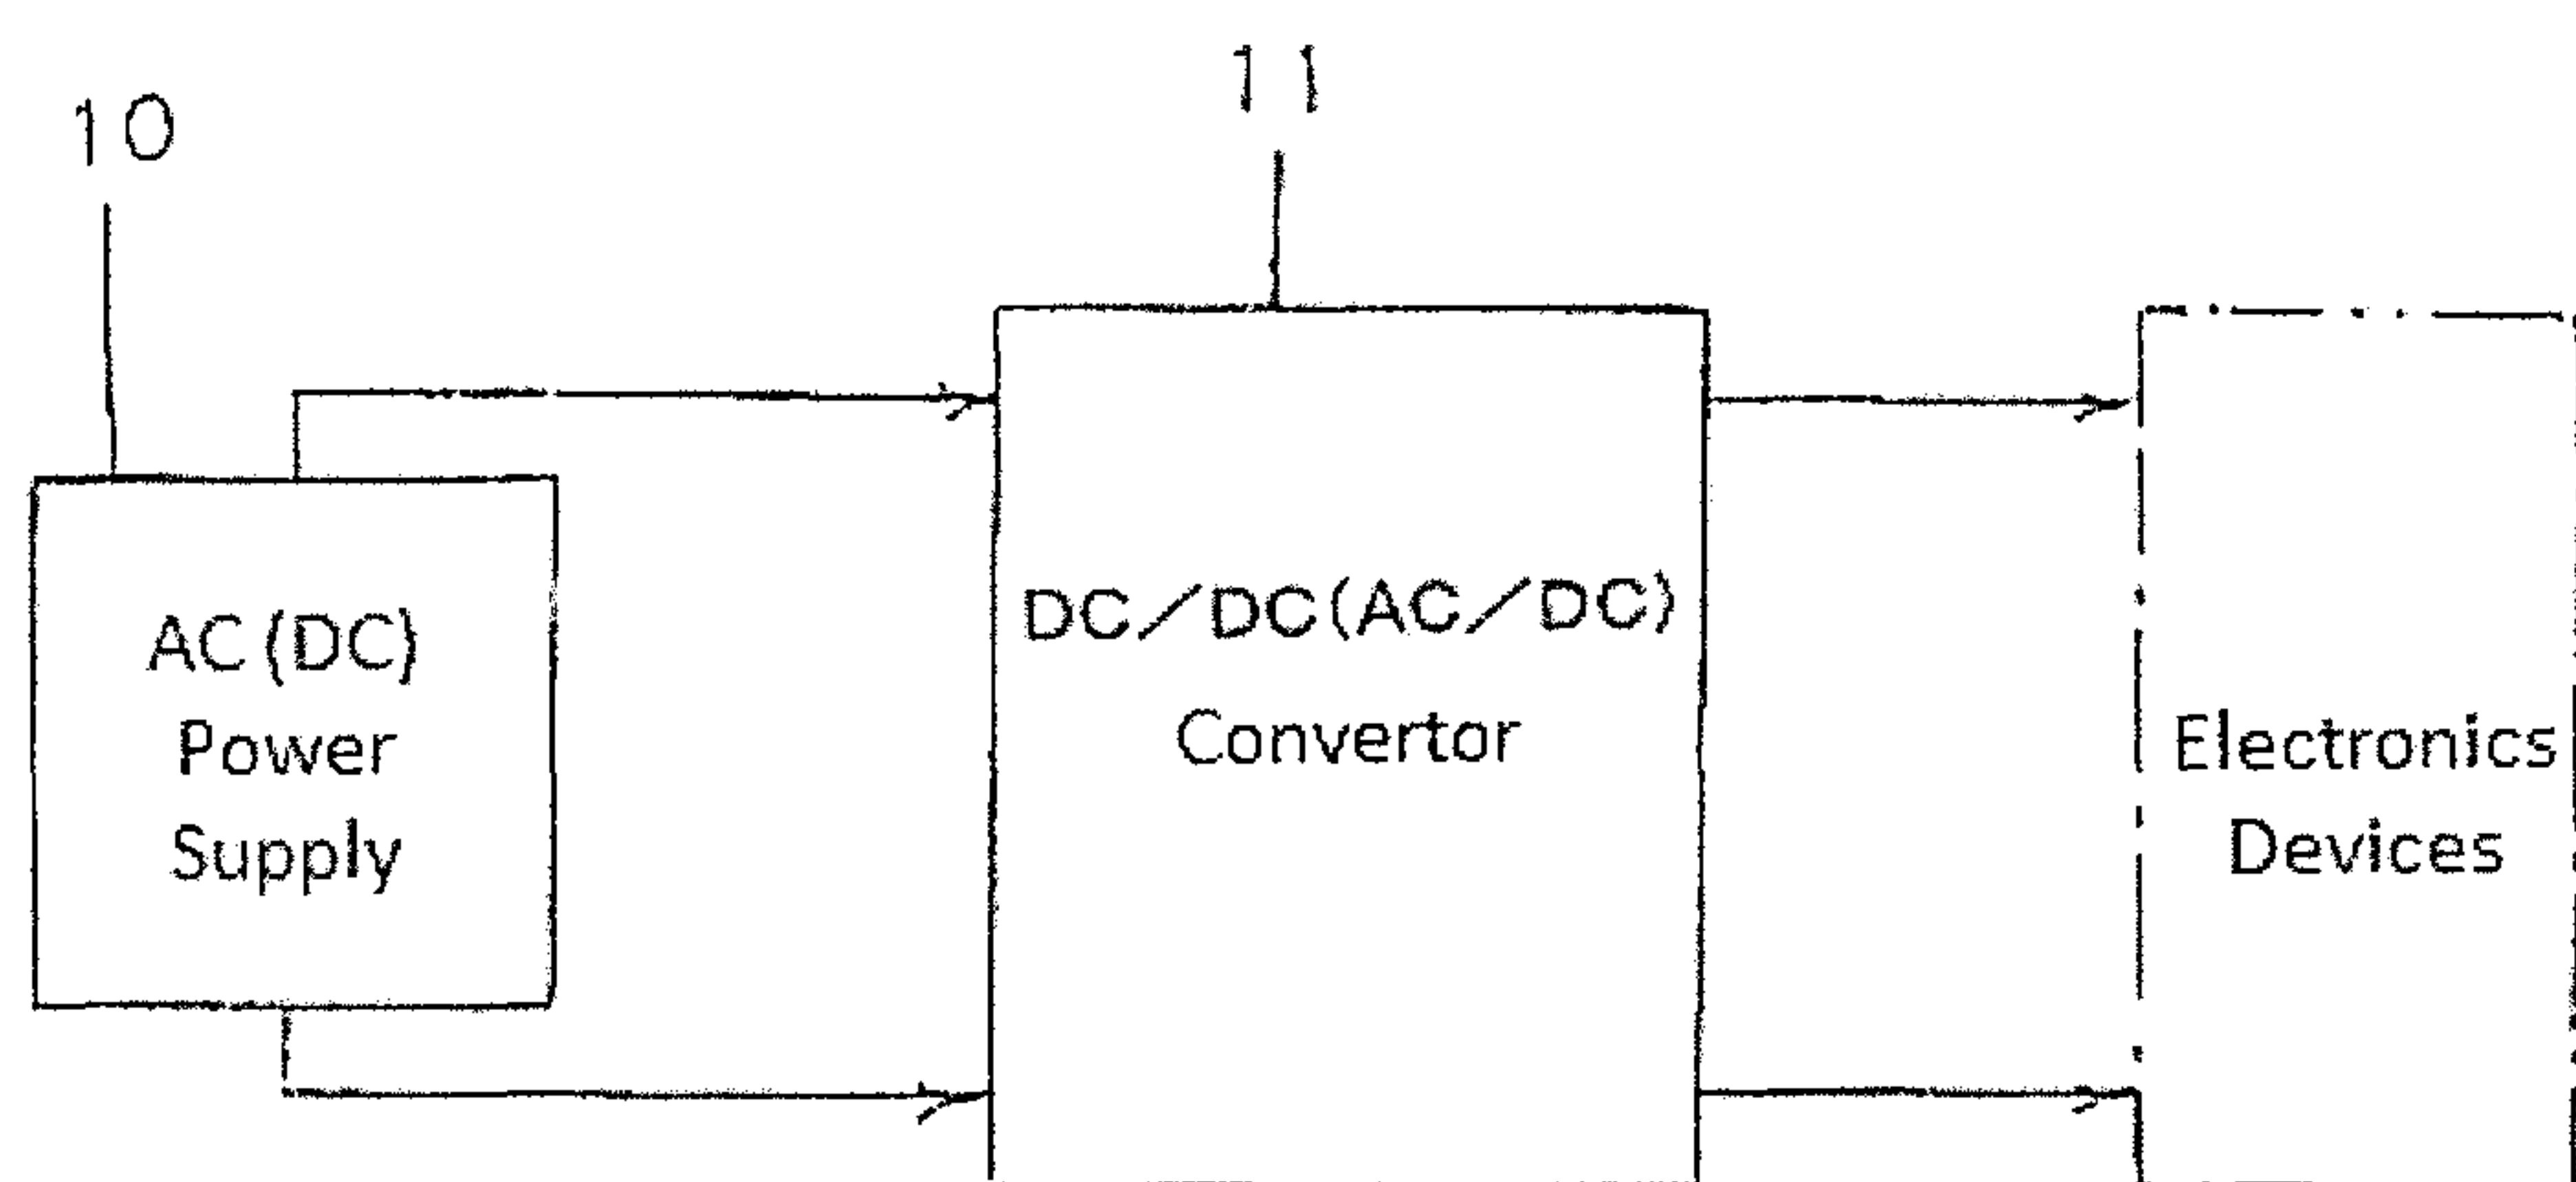 10
11
AC (DC)
Power
Supply
DC/DC(AC/DC)
Convertor
Electronics
Devices